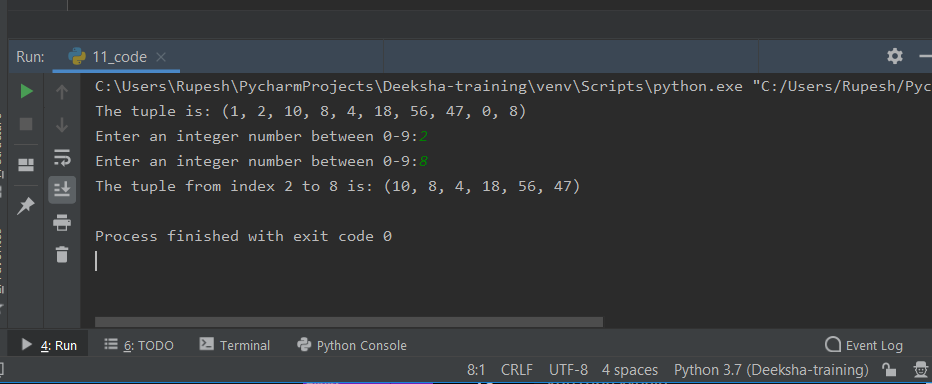 Run: 11_code
C:\Users\Rupesh\PycharmProjects\Deeksha-training\venv\Scripts\python.exe "C:/Users/Rupesh/Pyc
The tuple is: (1, 2, 10, 8, 4, 18, 56, 47, 0, 8)
Enter an integer number between 0-9:2
Enter an integer number between 0-9:8
The tuple from index 2 to 8 is: (10, 8, 4, 18, 56, 47)
Process finished with exit code 0
4: Run 6: TODO Terminal Python Console Event Log
8:1 CRLF UTF-8 4 spaces Python 3.7 (Deeksha-training)